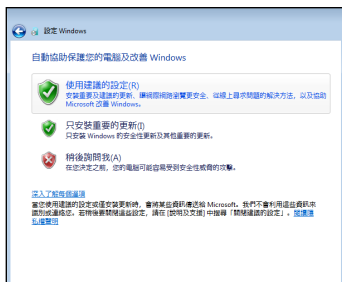 設定 Windows
自動協助保護您的電腦及改善 Windows
使用建議的設定(R)
安裝重要及建議的更新、讓網際網路瀏覽更安全、從線上尋求問題的解決方法，以及協助
Microsoft 改善 Windows。
只安裝重要的更新(I)
只安裝 Windows 的安全性更新及其他重要的更新。
稍後詢問我(A)
在您決定之前，您的電腦可能容易受到安全性威脅的攻擊。
深入了解每個選項
當您使用建議的設定或僅安裝更新時，會將某些資訊傳送給 Microsoft。我們不會利用這些資訊來
識別或連絡您。若稍後要關閉這些設定，請在 [說明及支援] 中搜尋「關閉建議的設定」。閱讀隱
私權聲明